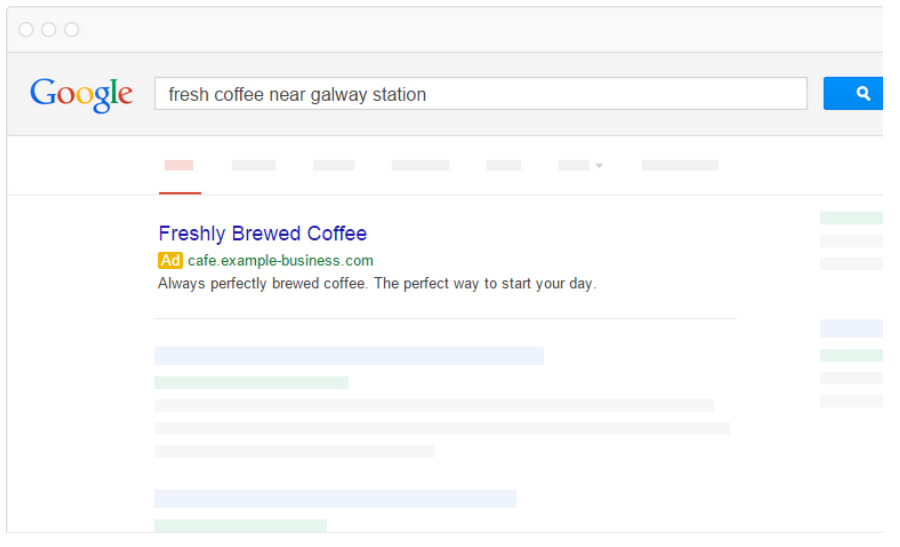 Google
fresh coffee near galway station
Freshly Brewed Coffee
Ad cafe.example-business.com
Always perfectly brewed coffee. The perfect way to start your day.